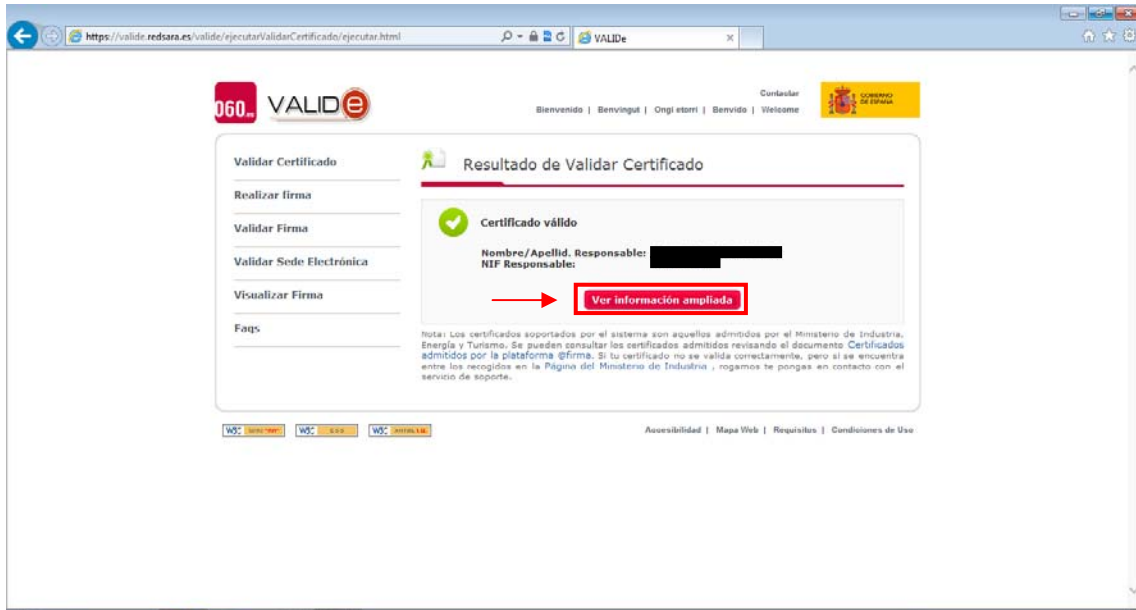 https://valide.redsara.es/valide/ejecutarValidarCertificado/ejecutar.html
VALIDe
060
VALIDe
Contactar
Bienvenido | Benvingut | Ongi etorri | Benvido | Welcome
GOBIERNO
DE ESPAÑA
Validar Certificado
Realizar firma
Validar Firma
Validar Sede Electrónica
Visualizar Firma
Faqs
Resultado de Validar Certificado
Certificado válido
Nombre/Apellid. Responsable:
NIF Responsable:
Ver información ampliada
Nota: Los certificados soportados por el sistema son aquellos admitidos por el Ministerio de Industria,
Energía y Turismo. Se pueden consultar los certificados admitidos revisando el documento Certificados
admitidos por la plataforma @firma. Si tu certificado no se valida correctamente, pero si se encuentra
entre los recogidos en la Página del Ministerio de Industria , rogamos te pongas en contacto con el
servicio de soporte.
W3C
W3C CSS
W3C
Accesibilidad | Mapa Web | Requisitos | Condiciones de Uso